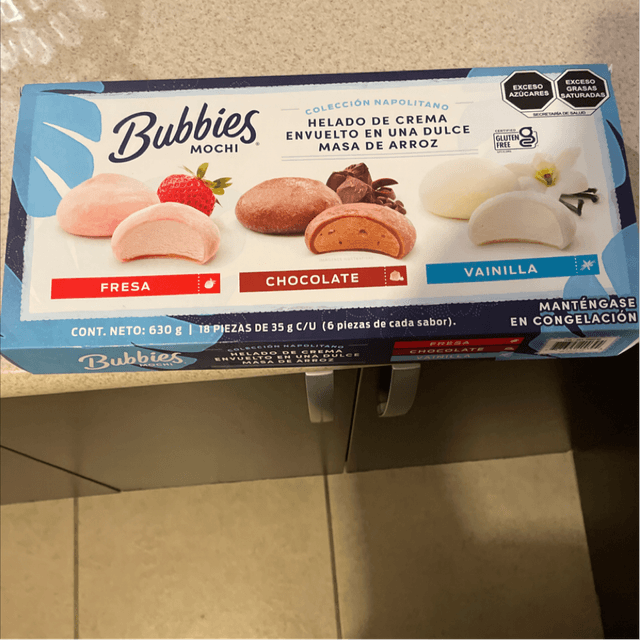 Bubbies
MOCHI
COLECCIÓN NAPOLITANO
HELADO DE CREMA
ENVUELTO EN UNA DULCE
MASA DE ARROZ
EXCESO
AZÚCARES
EXCESO
GRASAS
SATURADAS
SECRETARÍA DE SALUD
CERTIFIED
GLUTEN
FREE
FRESA
CHOCOLATE
VAINILLA
CONT. NETO: 630 g | 18 PIEZAS DE 35 g C/U (6 piezas de cada sabor).
MANTÉNGASE
EN CONGELACIÓN
Bubbies
MOCHI
COLECCIÓN NAPOLITANO
HELADO DE CREMA
ENVUELTO EN UNA DULCE
MASA DE ARROZ
FRESA
CHOCOLATE
VAINILLA